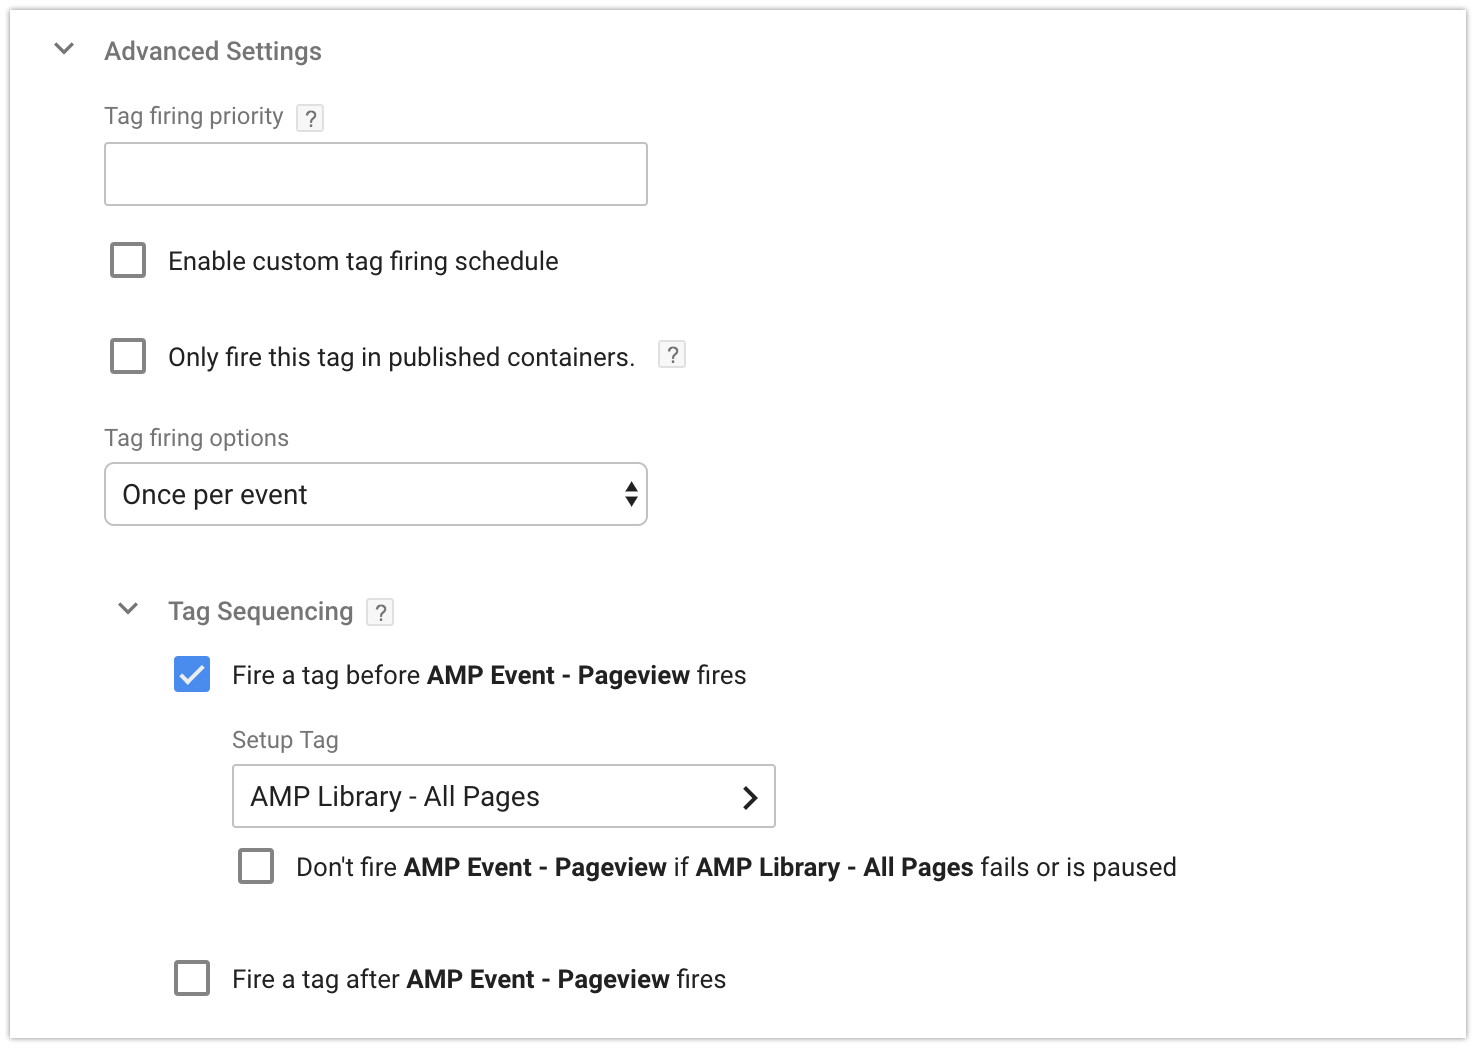 Advanced Settings
Tag firing priority ?
Enable custom tag firing schedule
Only fire this tag in published containers. ?
Tag firing options
Once per event
Tag Sequencing ?
Fire a tag before AMP Event - Pageview fires
Setup Tag
AMP Library - All Pages
Don't fire AMP Event - Pageview if AMP Library - All Pages fails or is paused
Fire a tag after AMP Event - Pageview fires